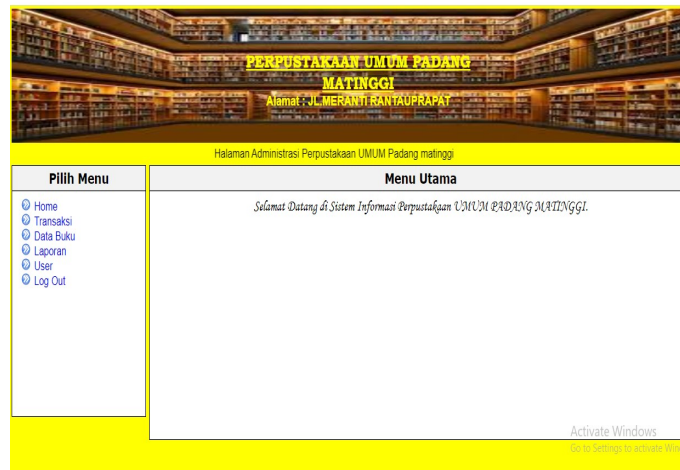 PERPUSTAKAAN UMUM PADANG
MATINGGI
Alamat : JL.MERANTI RANTAUPRAPAT
Halaman Administrasi Perpustakaan UMUM Padang matinggi
Pilih Menu
Menu Utama
Home
Transaksi
Data Buku
Laporan
User
Log Out
Selamat Datang di Sistem Informasi Perpustakaan UMUM PADANG MATINGGI.
Activate Windows
Go to Settings to activate Win